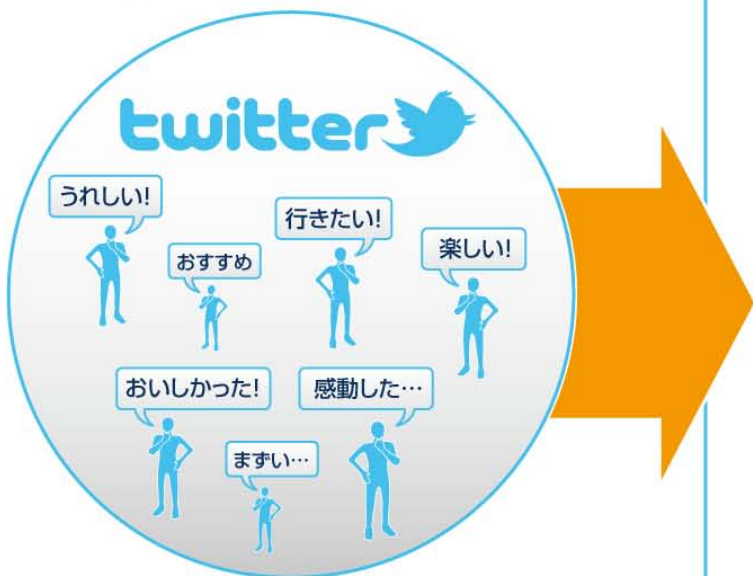 twitter
うれしい!
おすすめ
行きたい!
楽しい!
おいしかった!
まずい…
感動した…